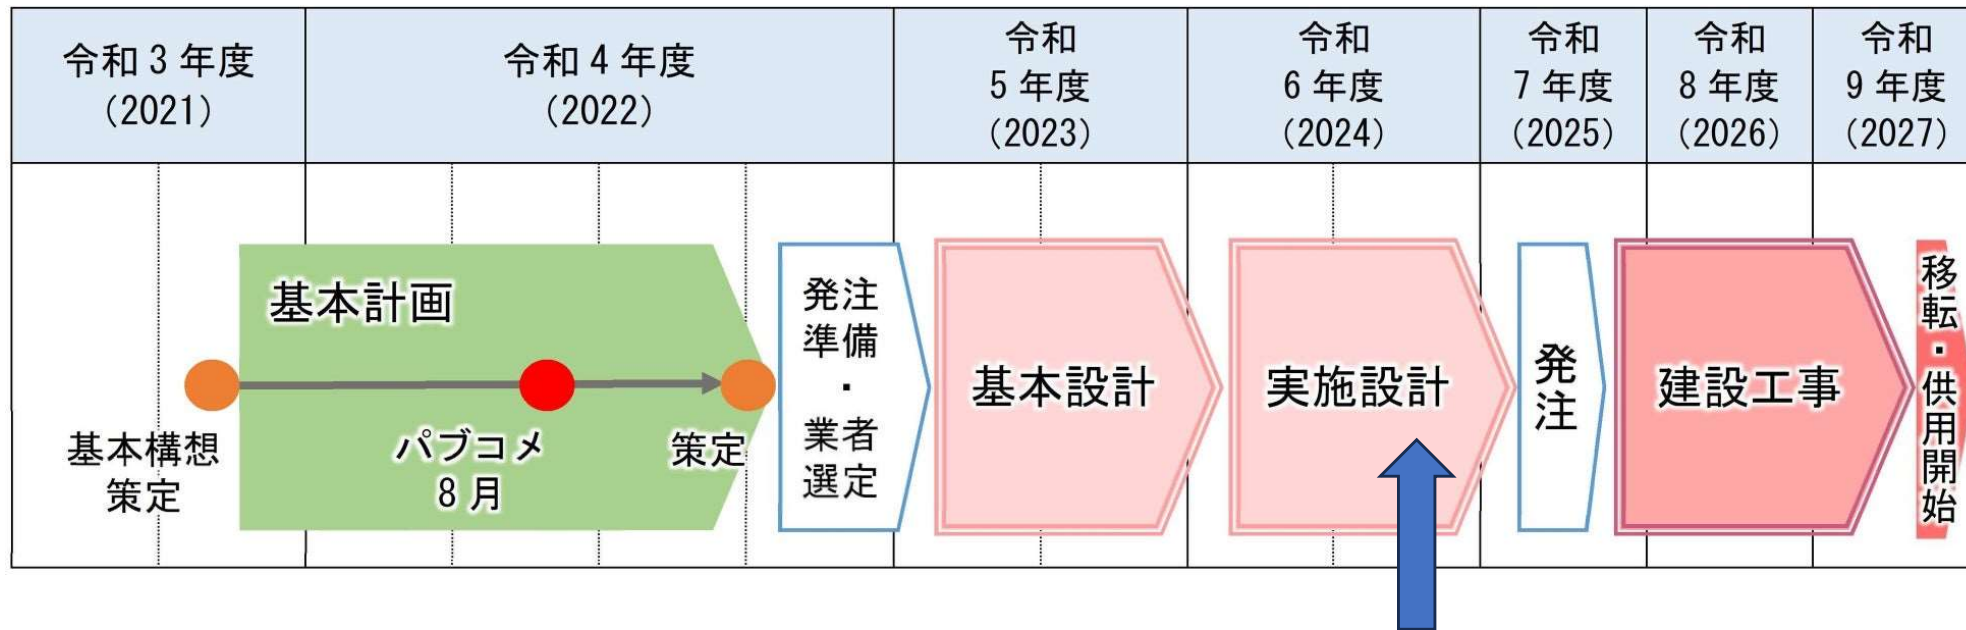 令和3年度
（2021）
令和4年度
（2022）
令和
5年度
（2023）
令和
6年度
（2024）
令和
7年度
（2025）
令和
8年度
（2026）
令和
9年度
（2027）
基本構想
策定
基本計画
パブコメ
8月
策定
発注
準備
・
業者
選定
基本設計
実施設計
発注
建設工事
移転・供用開始